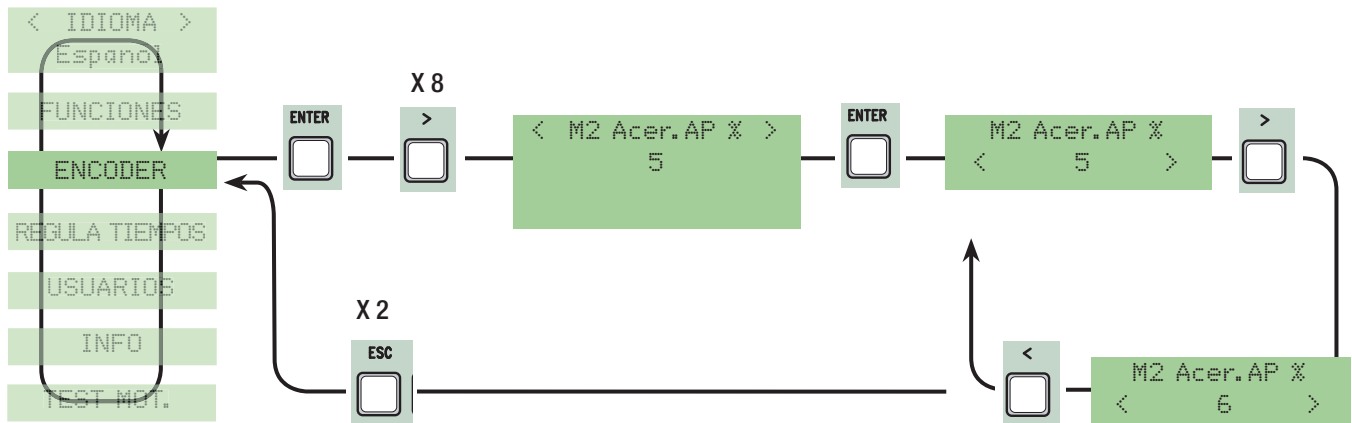 < IDIOMA >
Espanol
FUNCIONES
ENCODER
REGULA TIEMPOS
USUARIOS
INFO
TEST MOT.
ENTER
X 8
>
< M2 Acer.AP % >
5
ENTER
M2 Acer.AP %
< 5 >
>
X 2
ESC
<
M2 Acer.AP %
< 6 >